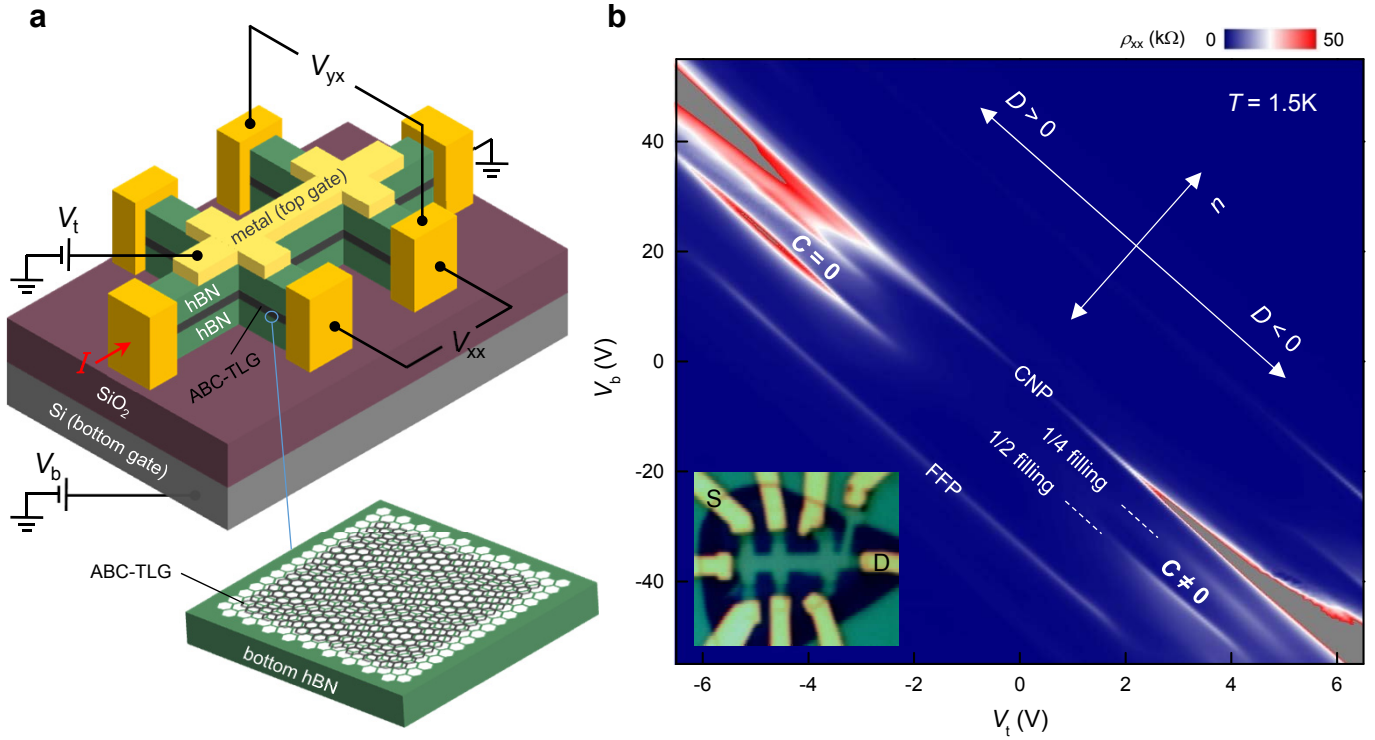 a
V_yx
V_t
metal (top gate)
hBN
hBN
I
ABC-TLG
V_xx
SiO₂
Si (bottom gate)
V_b
ABC-TLG
bottom hBN
b
ρ_xx (kΩ) 0 50
T = 1.5K
D > 0
n
D < 0
C = 0
CNP
1/4 filling
1/2 filling
FFP
C ≠ 0
S
D
40
20
0
-20
-40
V_b (V)
-6 -4 -2 0 2 4 6
V_t (V)